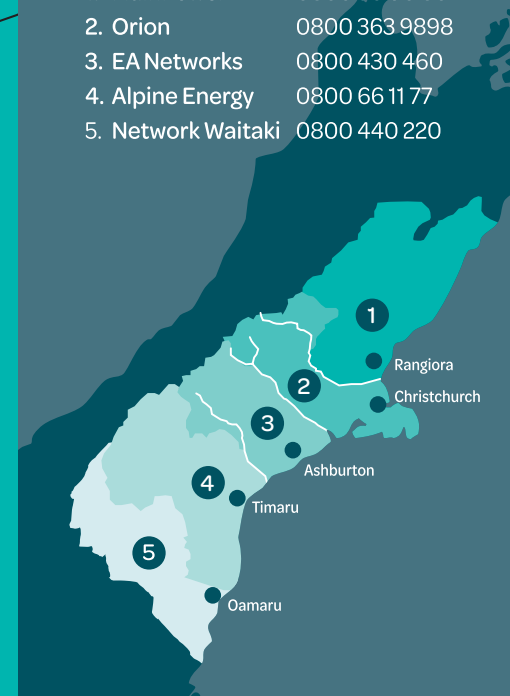 2. Orion 0800 363 9898
3. EA Networks 0800 430 460
4. Alpine Energy 0800 66 11 77
5. Network Waitaki 0800 440 220
1
Rangiora
2
Christchurch
3
Ashburton
4
Timaru
5
Oamaru